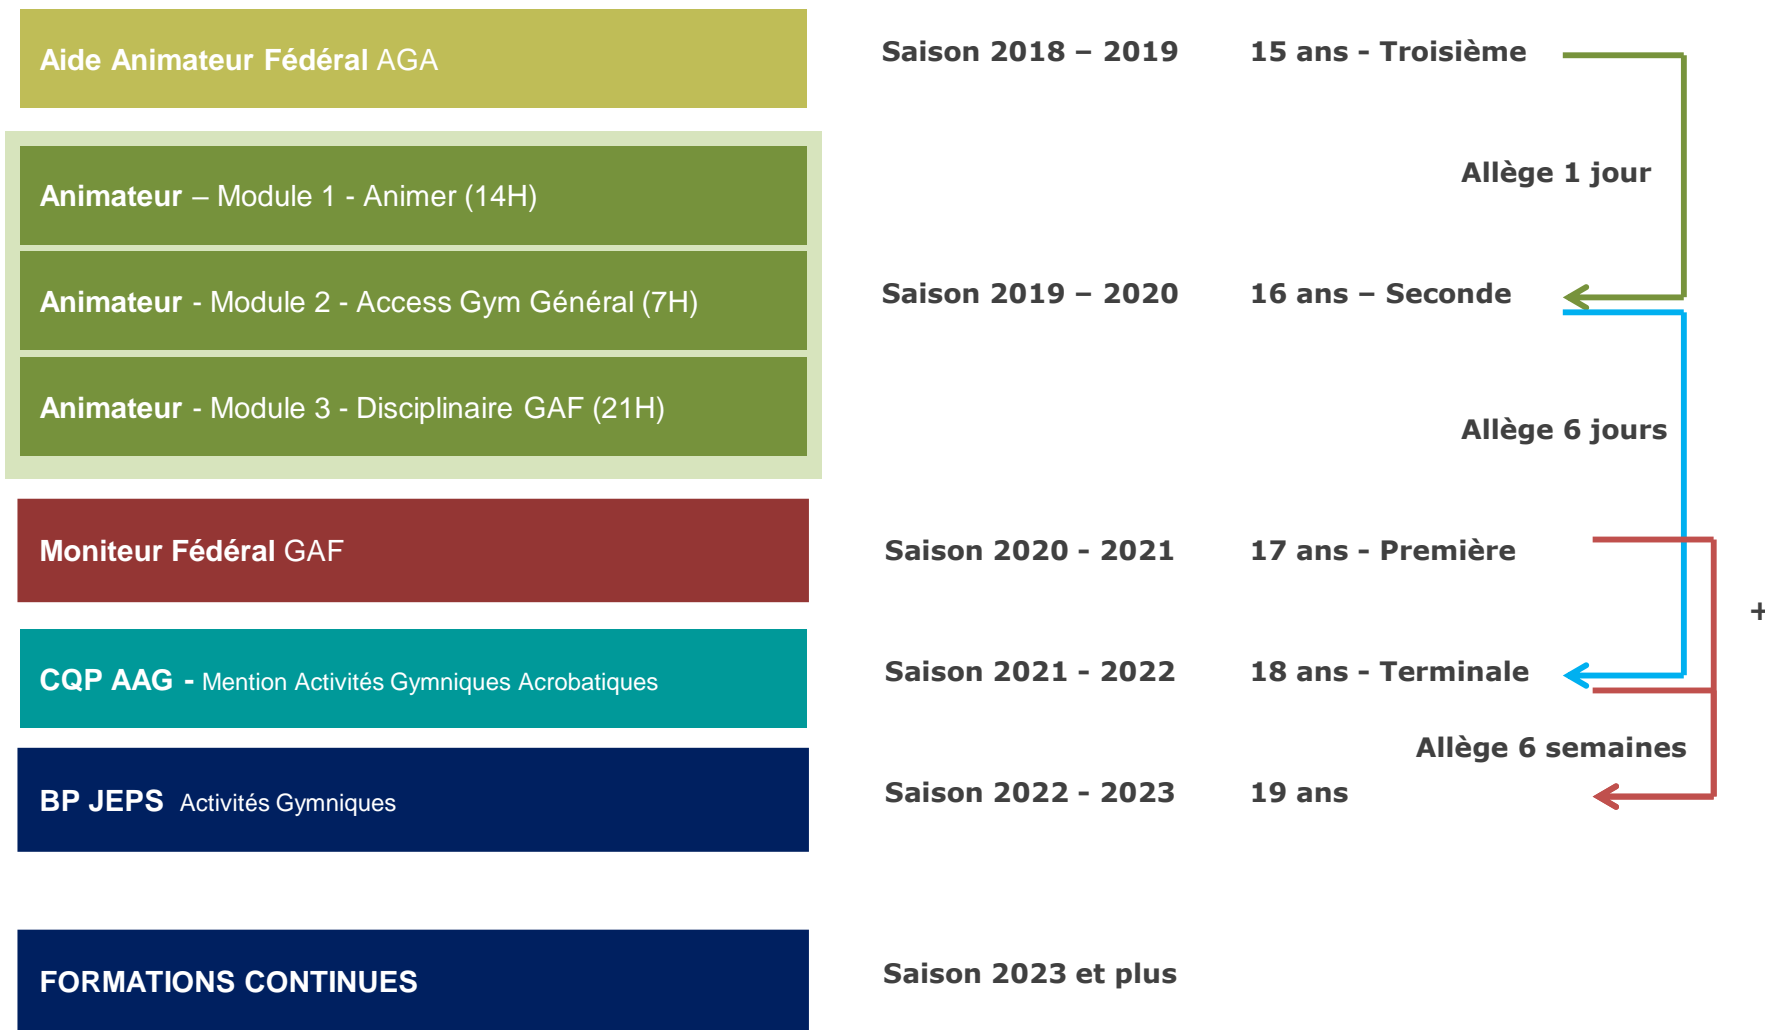 Aide Animateur Fédéral AGA
Saison 2018 – 2019
15 ans - Troisième
Allège 1 jour
Animateur – Module 1 - Animer (14H)
Animateur - Module 2 - Access Gym Général (7H)
Saison 2019 – 2020
16 ans – Seconde
Animateur - Module 3 - Disciplinaire GAF (21H)
Allège 6 jours
Moniteur Fédéral GAF
Saison 2020 - 2021
17 ans - Première
+
CQP AAG - Mention Activités Gymniques Acrobatiques
Saison 2021 - 2022
18 ans - Terminale
Allège 6 semaines
BP JEPS Activités Gymniques
Saison 2022 - 2023
19 ans
FORMATIONS CONTINUES
Saison 2023 et plus